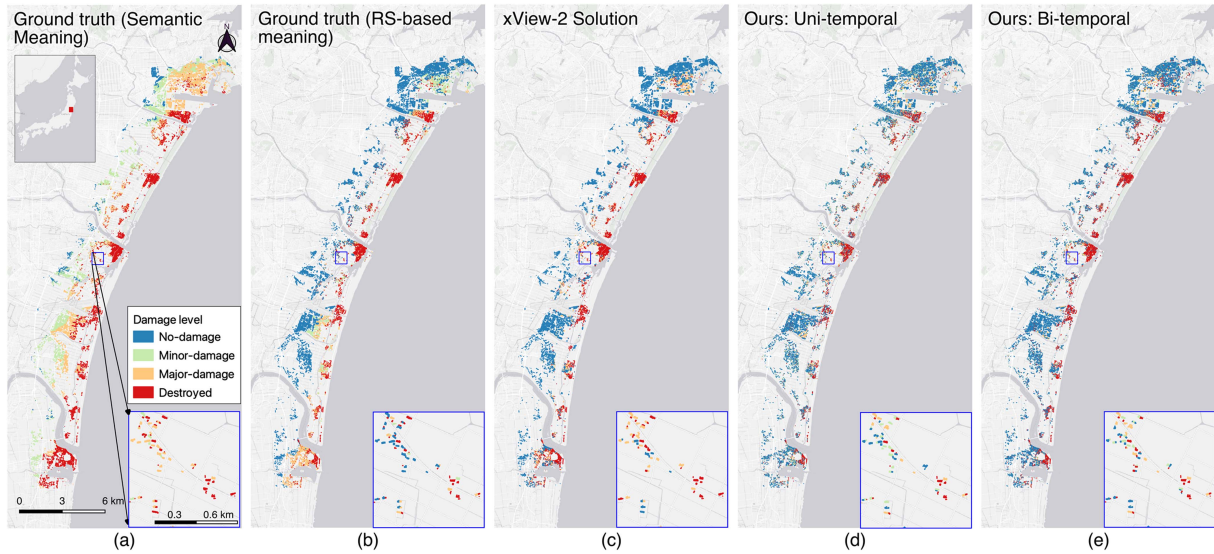 Ground truth (Semantic
Meaning)
N
Damage level
No-damage
Minor-damage
Major-damage
Destroyed
0 3 6 km
0.3 0.6 km
(a)
Ground truth (RS-based
meaning)
(b)
xView-2 Solution
(c)
Ours: Uni-temporal
(d)
Ours: Bi-temporal
(e)